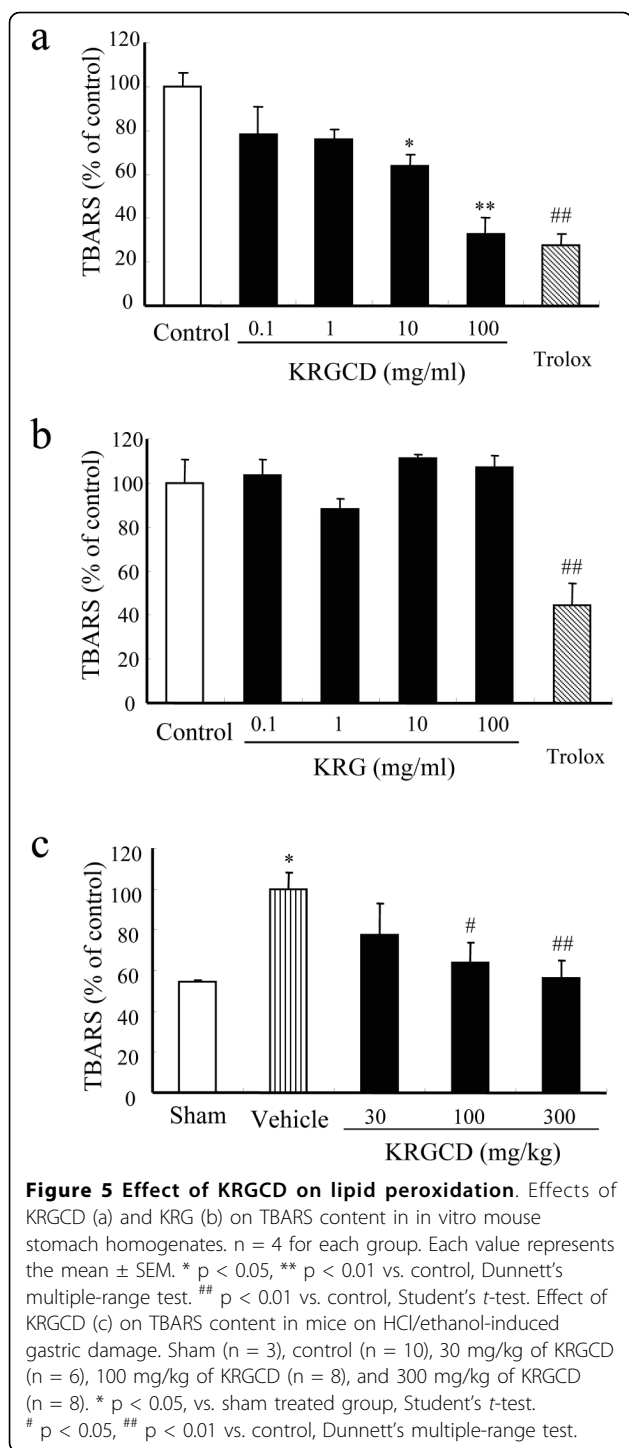 a
TBARS (% of control)
120
100
80
60
40
20
0
* ** ##
Control 0.1 1 10 100 Trolox
KRGCD (mg/ml)
b
TBARS (% of control)
120
100
80
60
40
20
0
##
Control 0.1 1 10 100 Trolox
KRG (mg/ml)
c
TBARS (% of control)
120
100
80
60
40
20
0
* # ##
Sham Vehicle 30 100 300
KRGCD (mg/kg)
Figure 5 Effect of KRGCD on lipid peroxidation. Effects of
KRGCD (a) and KRG (b) on TBARS content in in vitro mouse
stomach homogenates. n = 4 for each group. Each value represents
the mean ± SEM. * p < 0.05, ** p < 0.01 vs. control, Dunnett's
multiple-range test. ## p < 0.01 vs. control, Student's t-test. Effect of
KRGCD (c) on TBARS content in mice on HCl/ethanol-induced
gastric damage. Sham (n = 3), control (n = 10), 30 mg/kg of KRGCD
(n = 6), 100 mg/kg of KRGCD (n = 8), and 300 mg/kg of KRGCD
(n = 8). * p < 0.05, vs. sham treated group, Student's t-test.
# p < 0.05, ## p < 0.01 vs. control, Dunnett's multiple-range test.